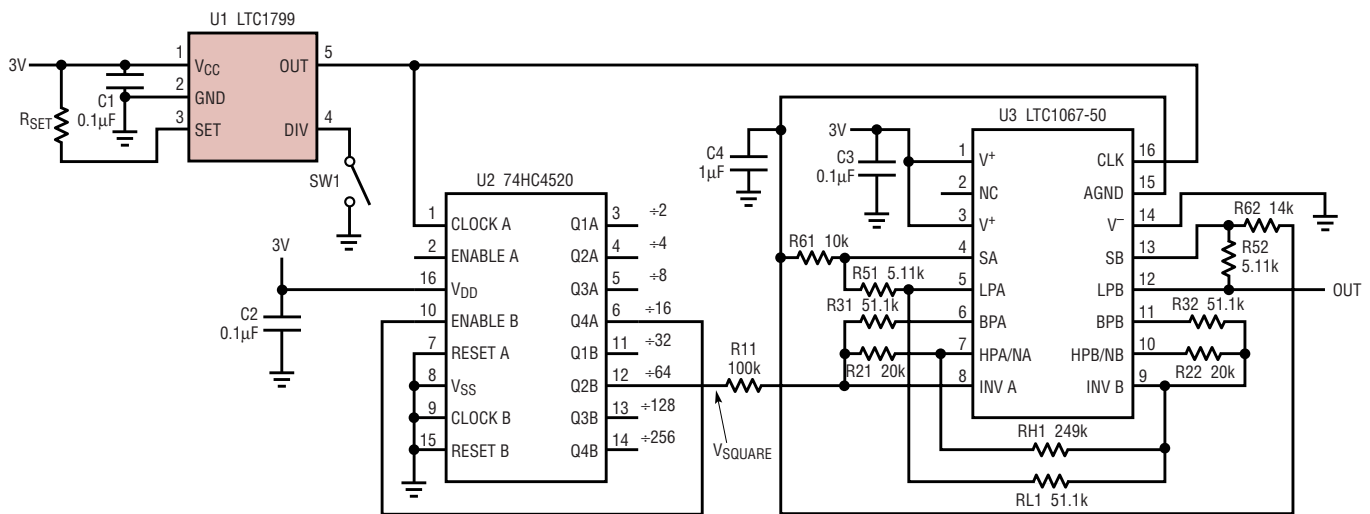 U1 LTC1799
3V
1
VCC
2
GND
3
SET
OUT
5
DIV
4
C1
0.1µF
RSET
SW1
U2 74HC4520
1
CLOCK A
2
ENABLE A
16
VDD
10
ENABLE B
7
RESET A
8
VSS
9
CLOCK B
15
RESET B
Q1A
3
÷2
Q2A
4
÷4
Q3A
5
÷8
Q4A
6
÷16
Q1B
11
÷32
Q2B
12
÷64
Q3B
13
÷128
Q4B
14
÷256
3V
C2
0.1µF
R11
100k
VSQUARE
C4
1µF
3V
C3
0.1µF
U3 LTC1067-50
1
V+
2
NC
3
V+
4
SA
5
LPA
6
BPA
7
HPA/NA
8
INV A
CLK
16
AGND
15
V–
14
SB
13
LPB
12
BPB
11
HPB/NB
10
INV B
9
R61 10k
R51 5.11k
R31 51.1k
R21 20k
R62 14k
R52
5.11k
OUT
R32 51.1k
R22 20k
RH1 249k
RL1 51.1k